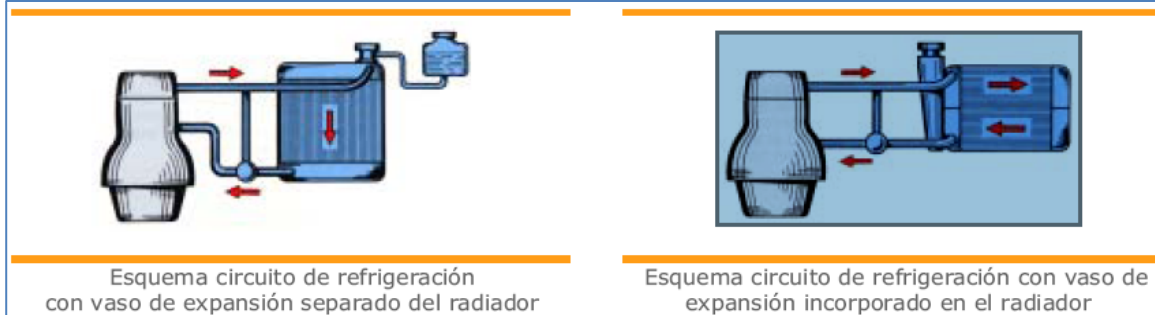 Esquema circuito de refrigeración
con vaso de expansión separado del radiador
Esquema circuito de refrigeración con vaso de
expansión incorporado en el radiador